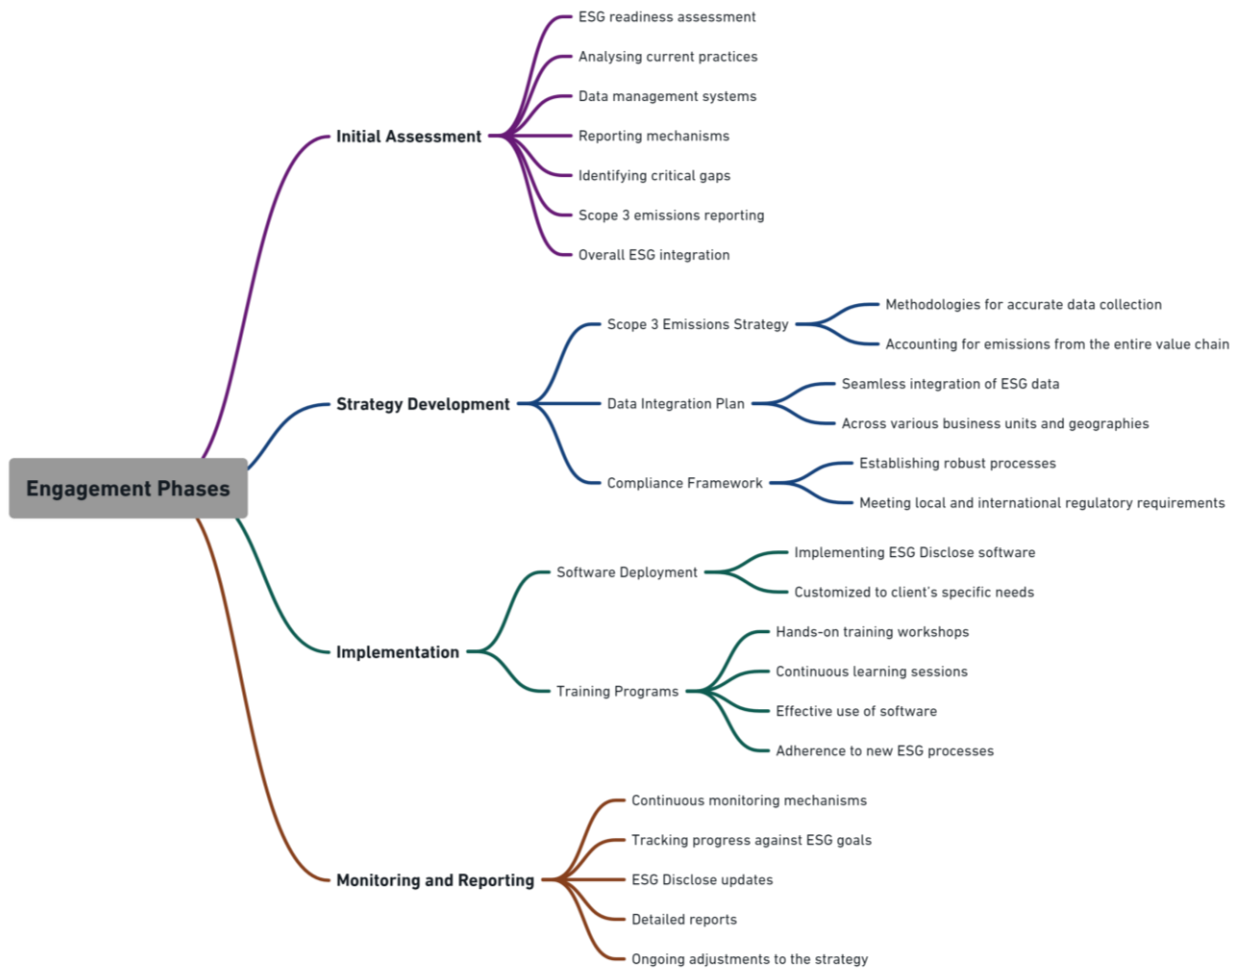 Engagement Phases
Initial Assessment
ESG readiness assessment
Analysing current practices
Data management systems
Reporting mechanisms
Identifying critical gaps
Scope 3 emissions reporting
Overall ESG integration
Strategy Development
Scope 3 Emissions Strategy
Methodologies for accurate data collection
Accounting for emissions from the entire value chain
Data Integration Plan
Seamless integration of ESG data
Across various business units and geographies
Compliance Framework
Establishing robust processes
Meeting local and international regulatory requirements
Implementation
Software Deployment
Implementing ESG Disclose software
Customized to client's specific needs
Training Programs
Hands-on training workshops
Continuous learning sessions
Effective use of software
Adherence to new ESG processes
Monitoring and Reporting
Continuous monitoring mechanisms
Tracking progress against ESG goals
ESG Disclose updates
Detailed reports
Ongoing adjustments to the strategy